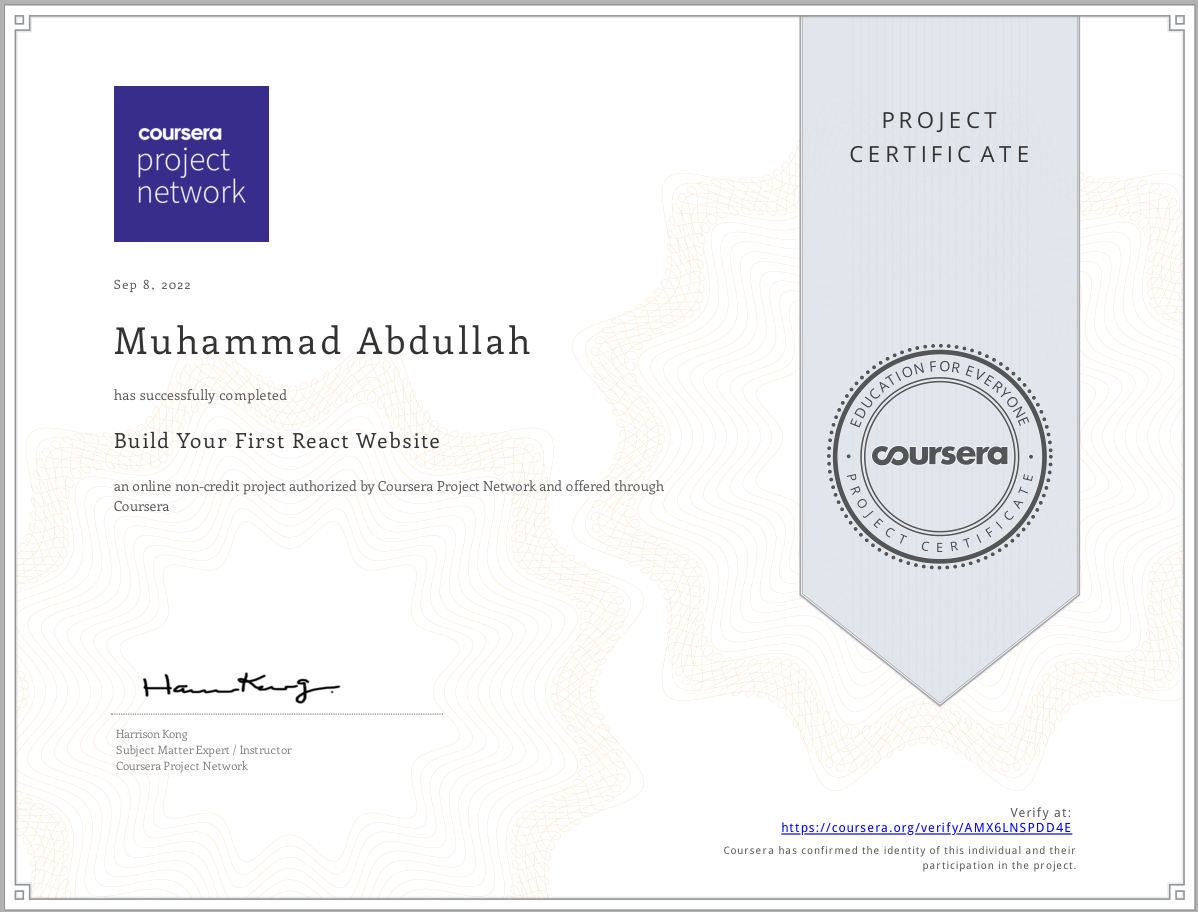 coursera
project
network
PROJECT
CERTIFICATE
Sep 8, 2022
Muhammad Abdullah
has successfully completed
Build Your First React Website
an online non-credit project authorized by Coursera Project Network and offered through
Coursera
EDUCATION FOR EVERYONE
coursera
PROJECT CERTIFICATE
Harrison Kong
Subject Matter Expert / Instructor
Coursera Project Network
Verify at:
https://coursera.org/verify/AMX6LNSPDD4E
Coursera has confirmed the identity of this individual and their
participation in the project.